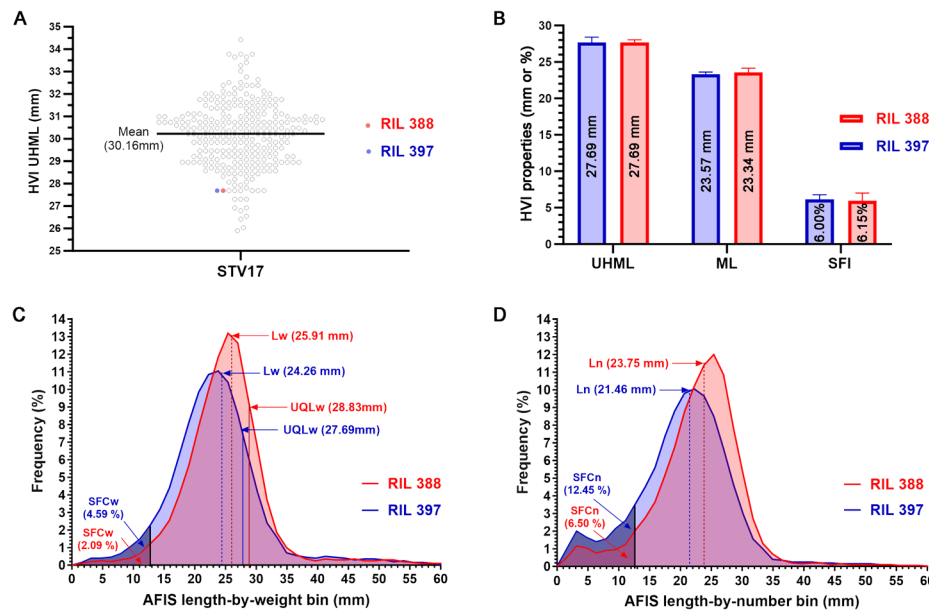 A
HVI UHML (mm)
35
34
33
32
31
30
29
28
27
26
25
Mean
(30.16mm)
STV17
RIL 388
RIL 397
B
HVI properties (mm or %)
30
25
20
15
10
5
0
27.69 mm
27.69 mm
23.57 mm
23.34 mm
6.00%
6.15%
UHML
ML
SFI
RIL 388
RIL 397
C
Frequency (%)
14
13
12
11
10
9
8
7
6
5
4
3
2
1
0
Lw (25.91 mm)
Lw (24.26 mm)
UQLw (28.83mm)
UQLw (27.69mm)
SFCw
(4.59 %)
SFCw
(2.09 %)
RIL 388
RIL 397
0 5 10 15 20 25 30 35 40 45 50 55 60
AFIS length-by-weight bin (mm)
D
Frequency (%)
14
13
12
11
10
9
8
7
6
5
4
3
2
1
0
Ln (23.75 mm)
Ln (21.46 mm)
SFCn
(12.45 %)
SFCn
(6.50 %)
RIL 388
RIL 397
0 5 10 15 20 25 30 35 40 45 50 55 60
AFIS length-by-number bin (mm)